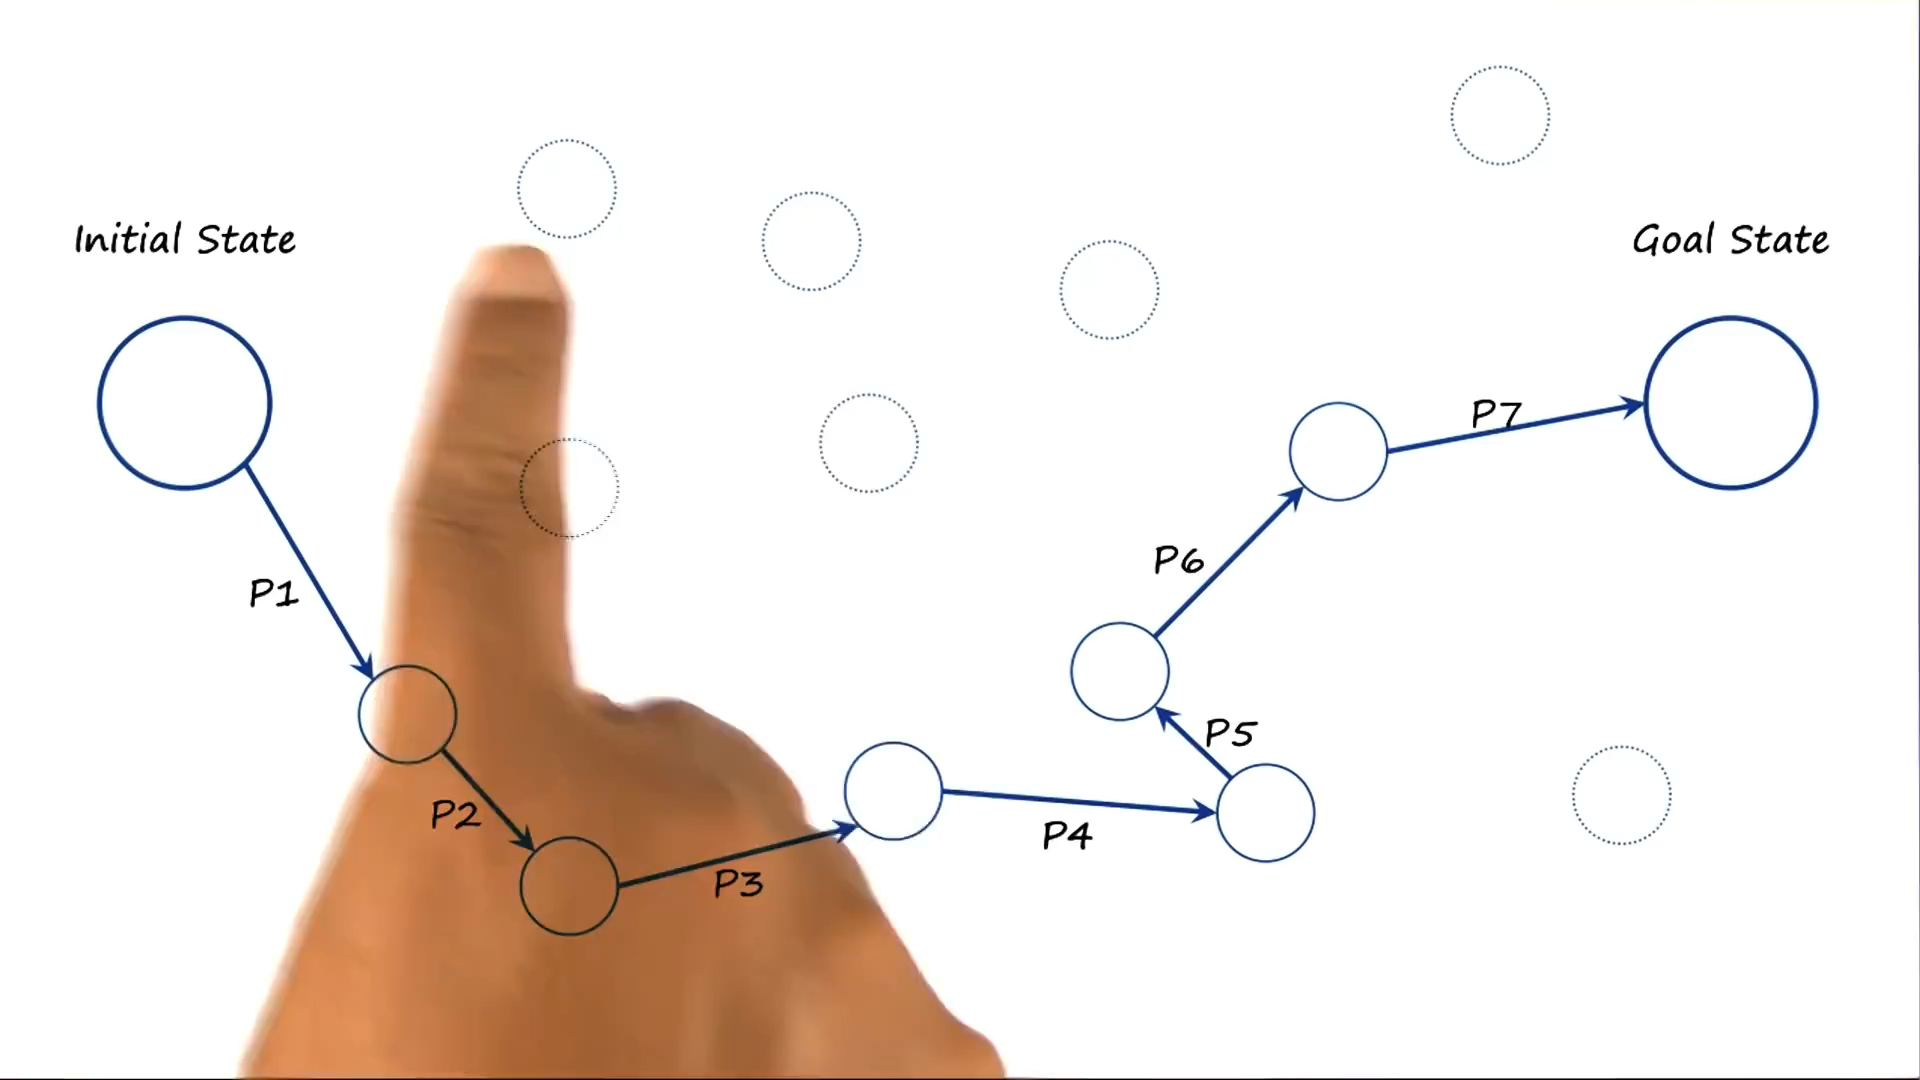 Initial State
Goal State
P1
P2
P3
P4
P5
P6
P7